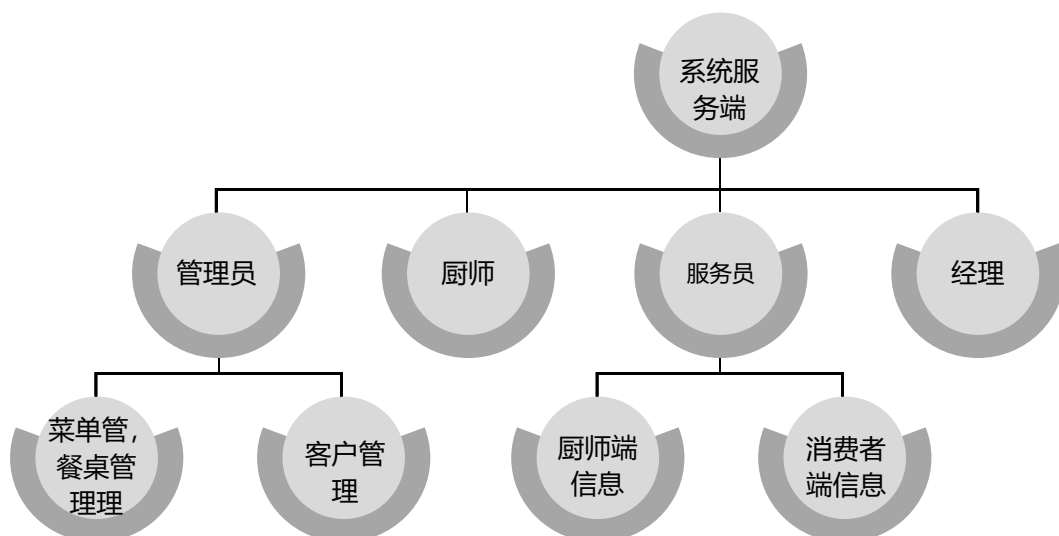 系统服
务端
管理员
厨师
服务员
经理
菜单管，
餐桌管
理理
客户管
理
厨师端
信息
消费者
端信息